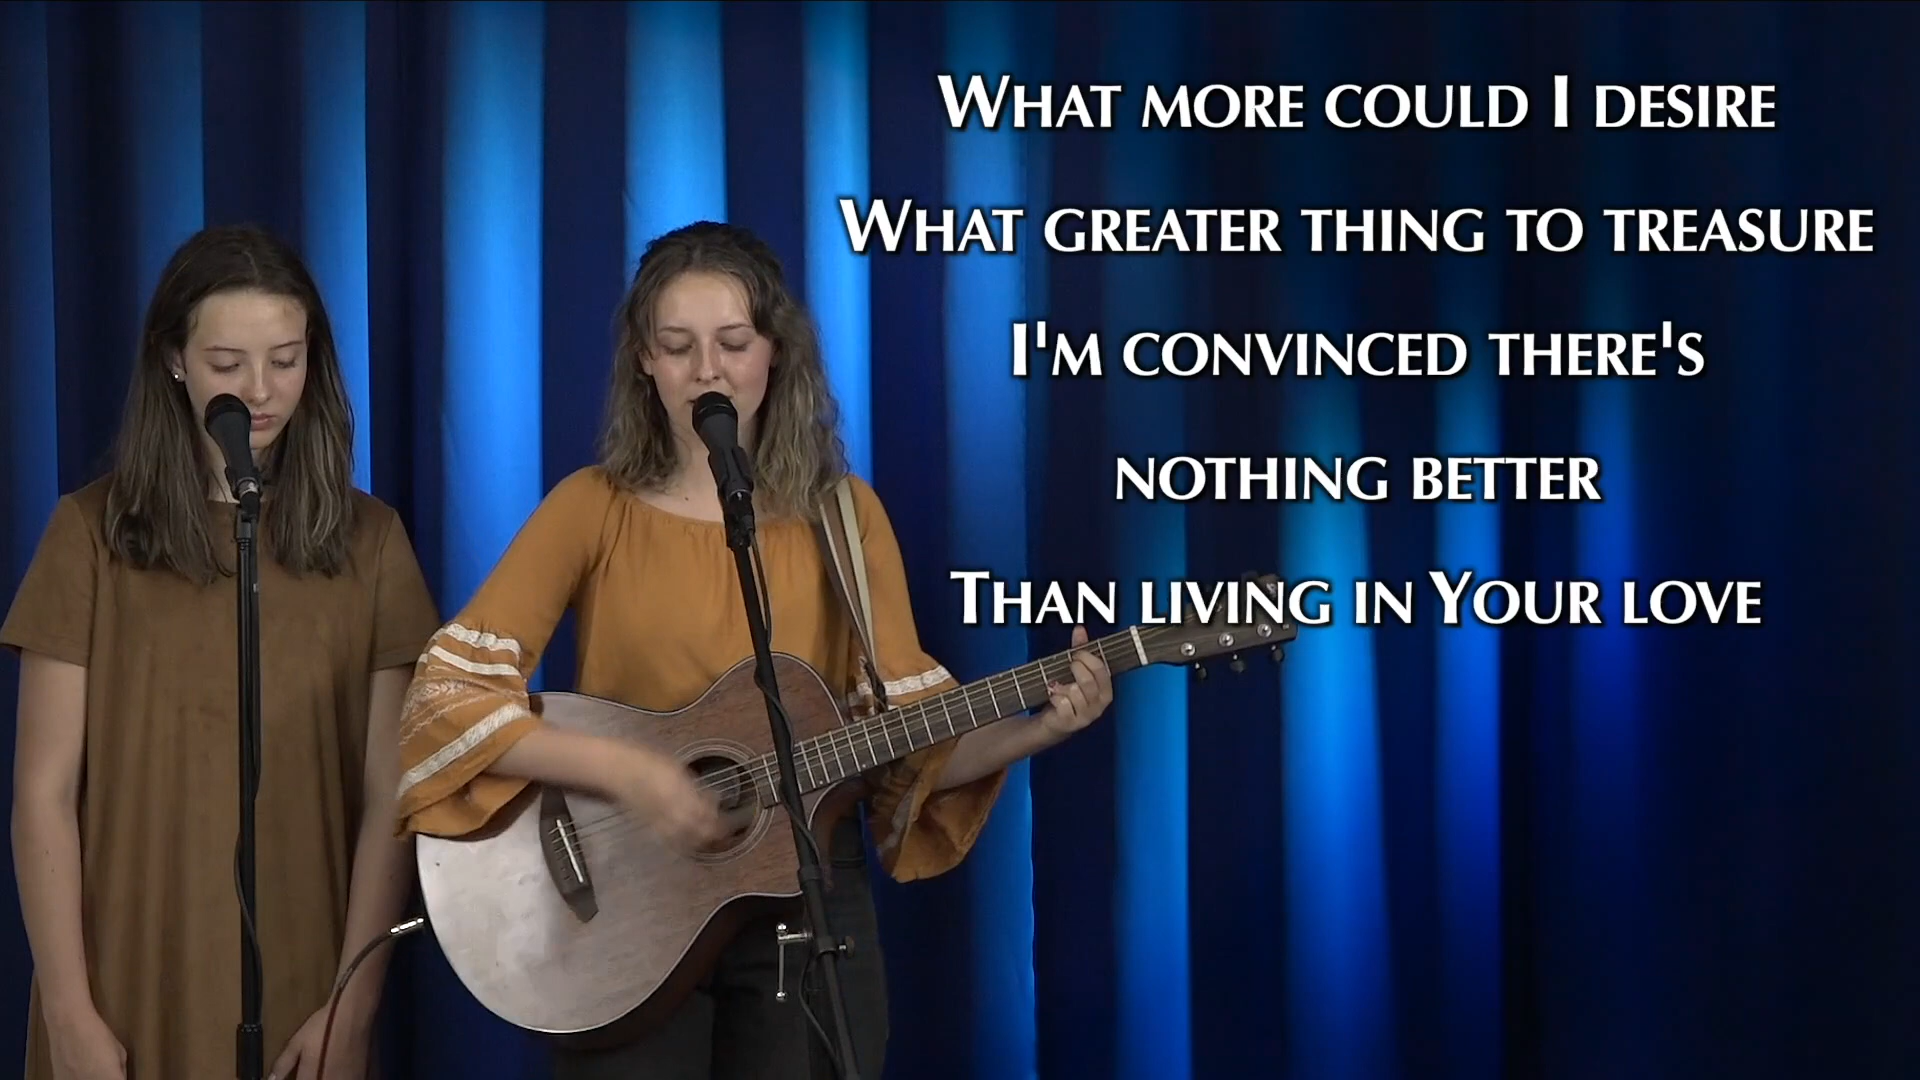 What more could I desire
What greater thing to treasure
I'm convinced there's
nothing better
Than living in Your love